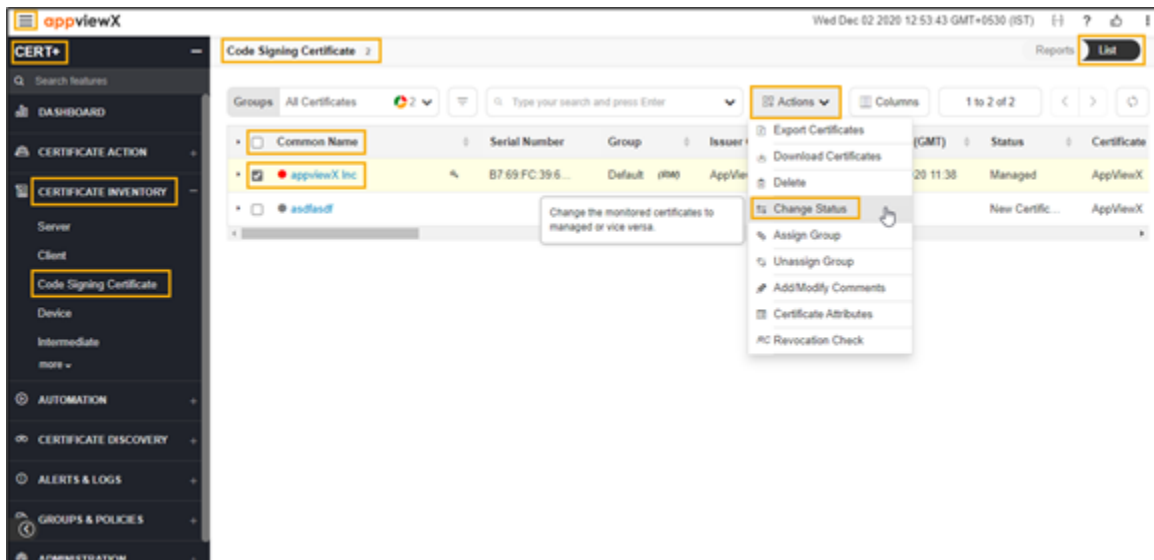 appviewX
Wed Dec 02 2020 12:53:43 GMT+0530 (IST)
?
CERT+
Code Signing Certificate 2
Reports
List
Search features
Groups
All Certificates
2
Type your search and press Enter
Actions
Columns
1 to 2 of 2
DASHBOARD
CERTIFICATE ACTION
CERTIFICATE INVENTORY
Server
Client
Code Signing Certificate
Device
Intermediate
more
AUTOMATION
CERTIFICATE DISCOVERY
ALERTS & LOGS
GROUPS & POLICIES
ADMINISTRATION
Common Name
Serial Number
Group
Issuer
(GMT)
Status
Certificate
appviewX Inc
B7:69:FC:39:6...
Default
AppVie
20 11:38
Managed
AppViewX
asdfasdf
New Certific...
AppViewX
Export Certificates
Download Certificates
Delete
Change Status
Assign Group
Unassign Group
Add/Modify Comments
Certificate Attributes
Revocation Check
Change the monitored certificates to
managed or vice versa.